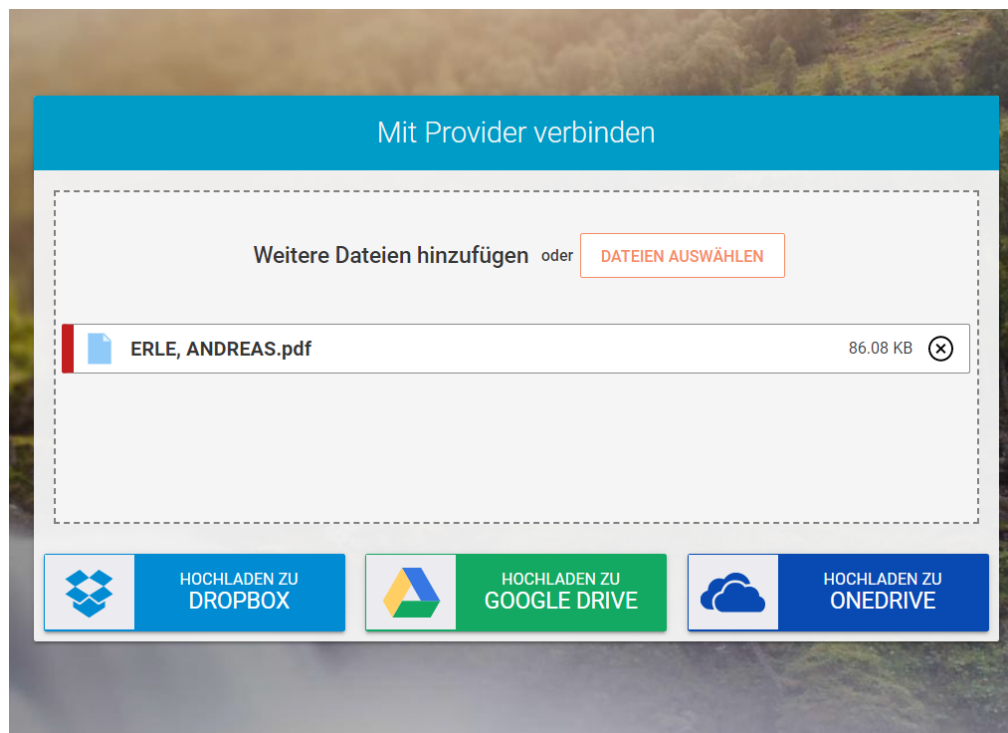 Mit Provider verbinden
Weitere Dateien hinzufügen oder DATEIEN AUSWÄHLEN
ERLE, ANDREAS.pdf 86.08 KB
HOCHLADEN ZU
DROPBOX
HOCHLADEN ZU
GOOGLE DRIVE
HOCHLADEN ZU
ONEDRIVE